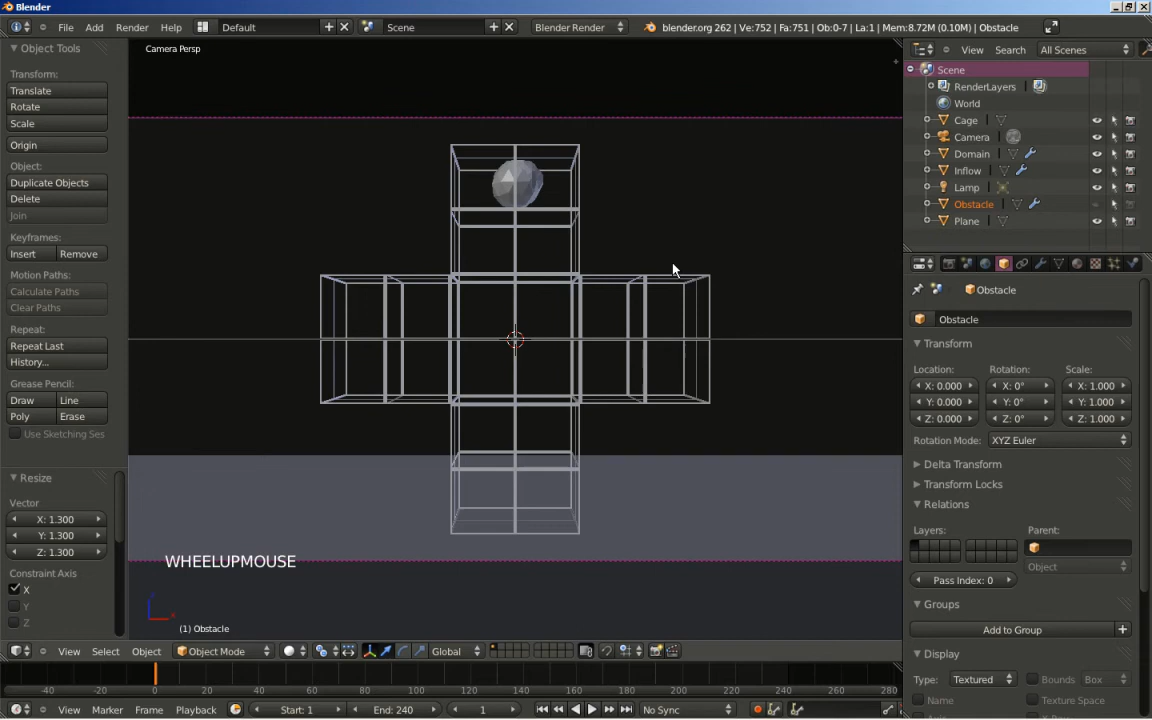 Blender
File Add Render Help Default Scene Blender Render blender.org 262 | Ve:752 | Fa:751 | Ob:0-7 | La:1 | Mem:8.72M (0.10M) | Obstacle
Object Tools
Transform:
Translate
Rotate
Scale
Origin
Object:
Duplicate Objects
Delete
Join
Keyframes:
Insert Remove
Motion Paths:
Calculate Paths
Clear Paths
Repeat:
Repeat Last
History...
Grease Pencil:
Draw Line
Poly Erase
Use Sketching Ses
Resize
Vector
X: 1.300
Y: 1.300
Z: 1.300
Constraint Axis
X
Y
Z
Camera Persp
WHEELUPMOUSE
(1) Obstacle
View Select Object Object Mode Global
-40 -20 0 20 40 60 80 100 120 140 160 180 200 220 240 260 280
View Marker Frame Playback Start: 1 End: 240 1 No Sync
View Search All Scenes
Scene
RenderLayers
World
Cage
Camera
Domain
Inflow
Lamp
Obstacle
Plane
Obstacle
Obstacle
Transform
Location: Rotation: Scale:
X: 0.000 X: 0° X: 1.000
Y: 0.000 Y: 0° Y: 1.000
Z: 0.000 Z: 0° Z: 1.000
Rotation Mode: XYZ Euler
Delta Transform
Transform Locks
Relations
Layers: Parent:
Object
Pass Index: 0
Groups
Add to Group
Display
Type: Textured Bounds Box
Name Texture Space